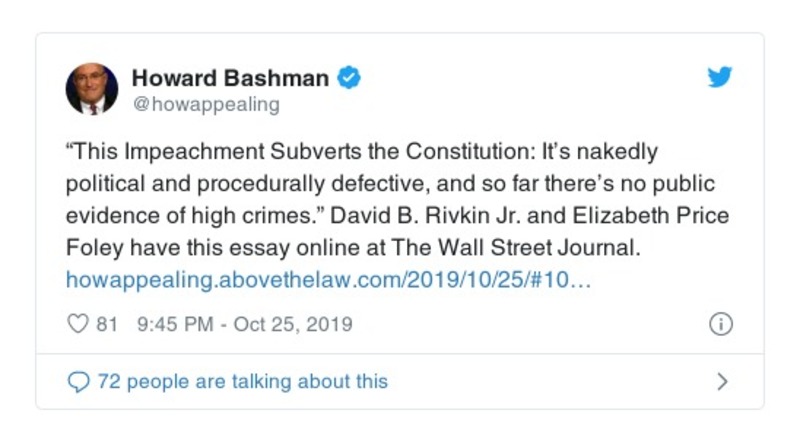 Howard Bashman
@howappealing
“This Impeachment Subverts the Constitution: It’s nakedly
political and procedurally defective, and so far there’s no public
evidence of high crimes.” David B. Rivkin Jr. and Elizabeth Price
Foley have this essay online at The Wall Street Journal.
howappealing.abovethelaw.com/2019/10/25/#10…
81 9:45 PM - Oct 25, 2019
72 people are talking about this